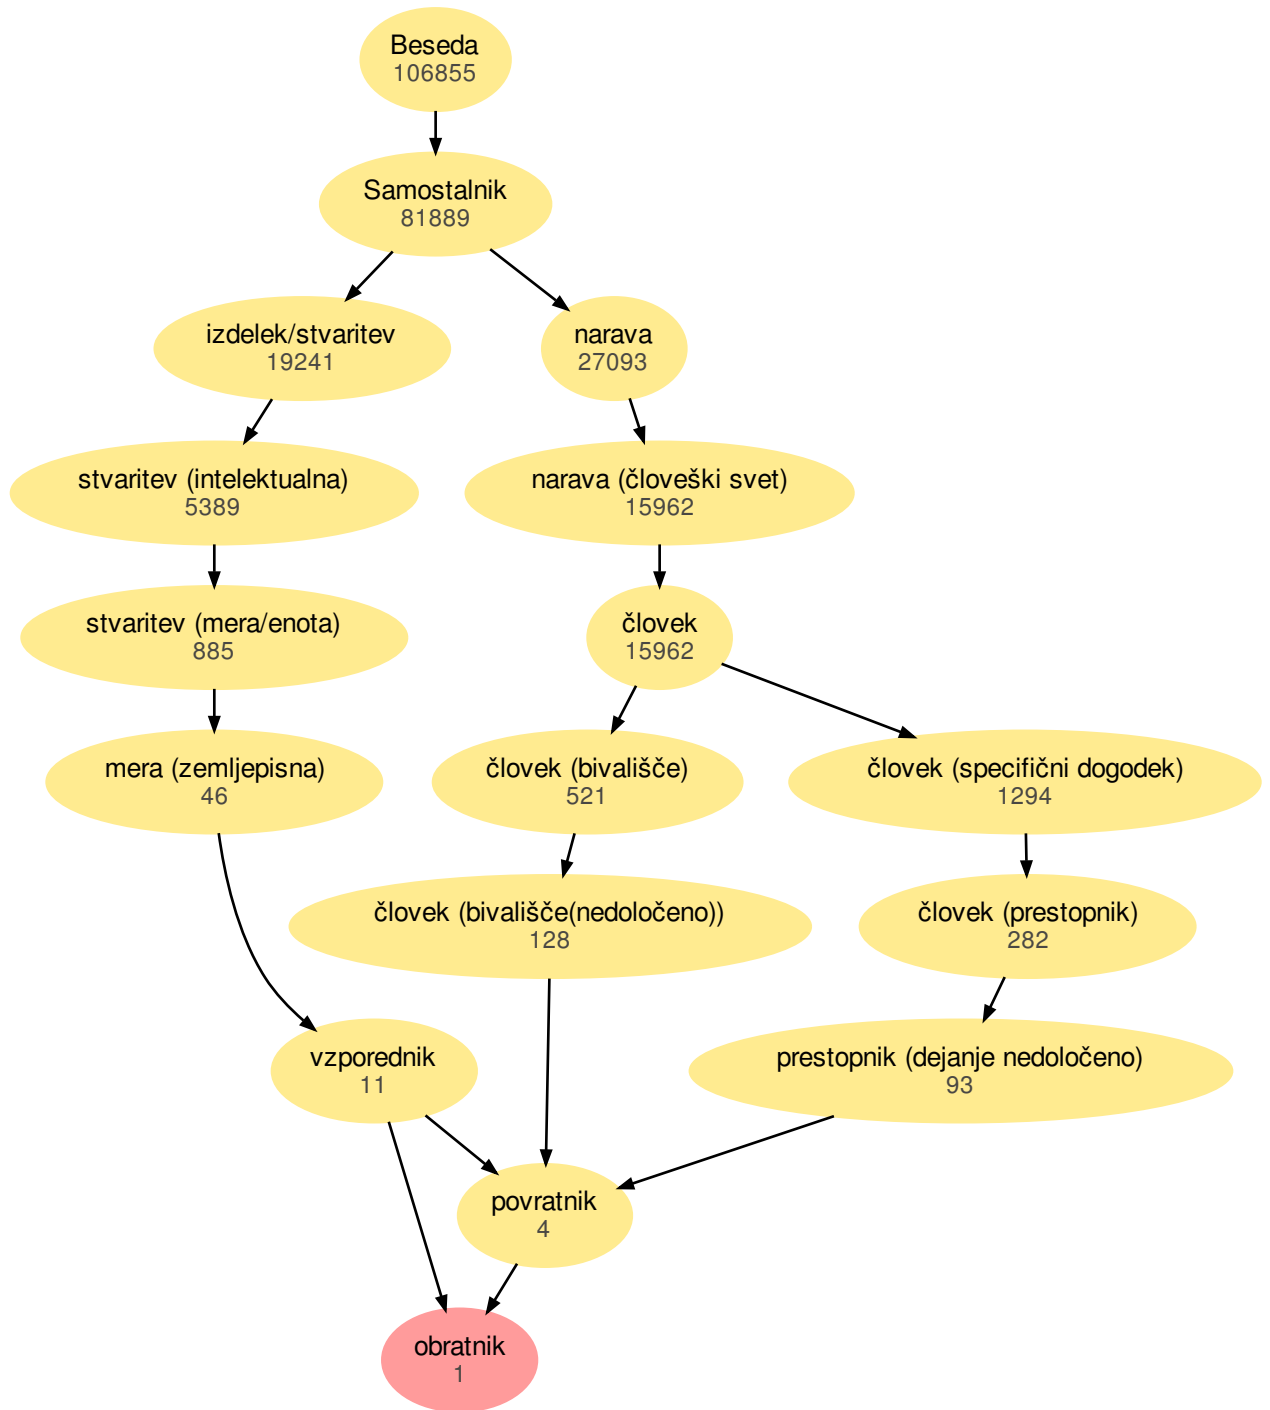 Beseda
106855
Samostalnik
81889
izdelek/stvaritev
19241
narava
27093
stvaritev (intelektualna)
5389
narava (človeški svet)
15962
stvaritev (mera/enota)
885
človek
15962
mera (zemljepisna)
46
človek (bivališče)
521
človek (specifični dogodek)
1294
človek (bivališče(nedoločeno))
128
človek (prestopnik)
282
vzporednik
11
prestopnik (dejanje nedoločeno)
93
povratnik
4
obratnik
1